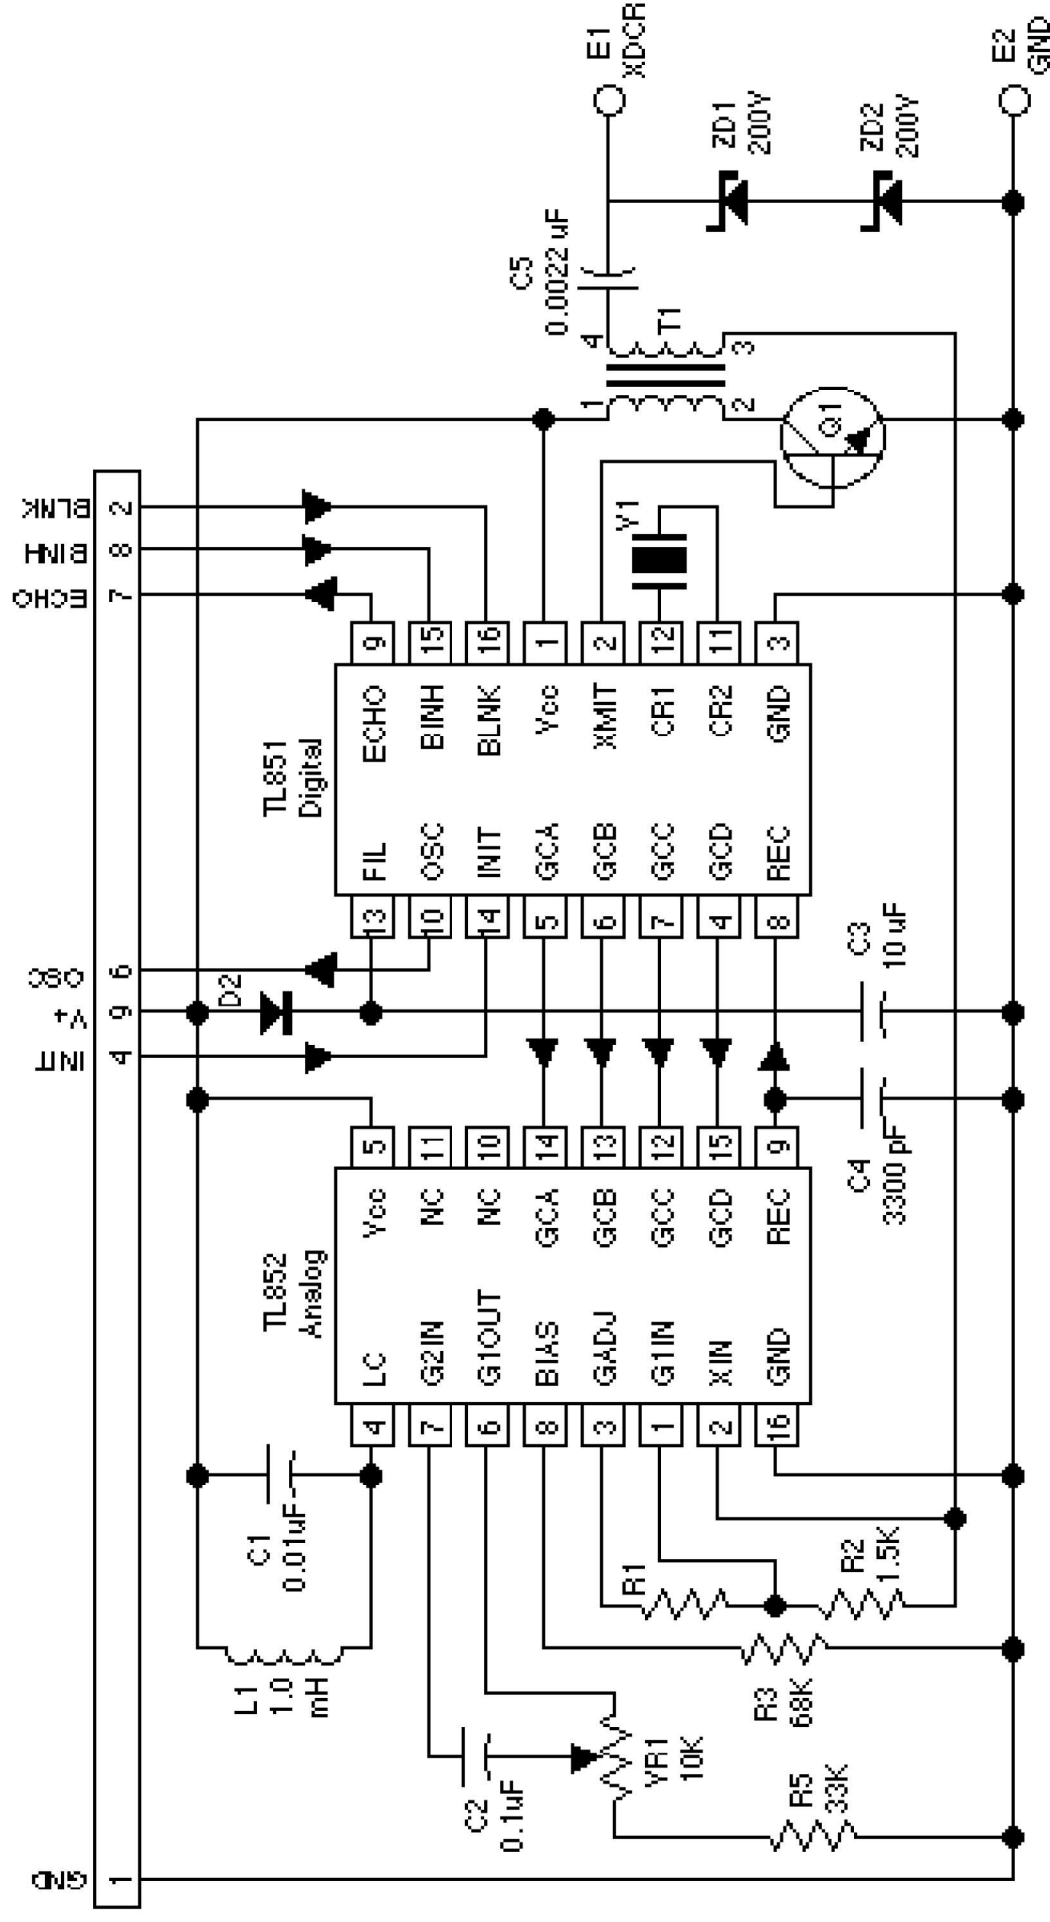 GND
1
INIT
4
V+
9
OSC
6
ECHO
7
BINH
8
BLNK
2
L1
1.0
mH
C1
0.01uF
D2
C2
0.1uF
VR1
10K
R5
33K
R3
68K
R1
R2
1.5K
TL852
Analog
4 LC
7 G2IN
6 G1OUT
8 BIAS
3 GADJ
1 G1IN
2 XIN
16 GND
Vcc 5
NC 11
NC 10
GCA 14
GCB 13
GCC 12
GCD 15
REC 9
C4
3300 pF
C3
10 uF
TL851
Digital
13 FIL
10 OSC
14 INIT
5 GCA
6 GCB
7 GCC
4 GCD
8 REC
ECHO 9
BINH 15
BLNK 16
Vcc 1
XMIT 2
CR1 12
CR2 11
GND 3
Y1
Q1
1
2
T1
4
3
C5
0.0022 uF
ZD1
200V
ZD2
200V
E1
XDCR
E2
GND